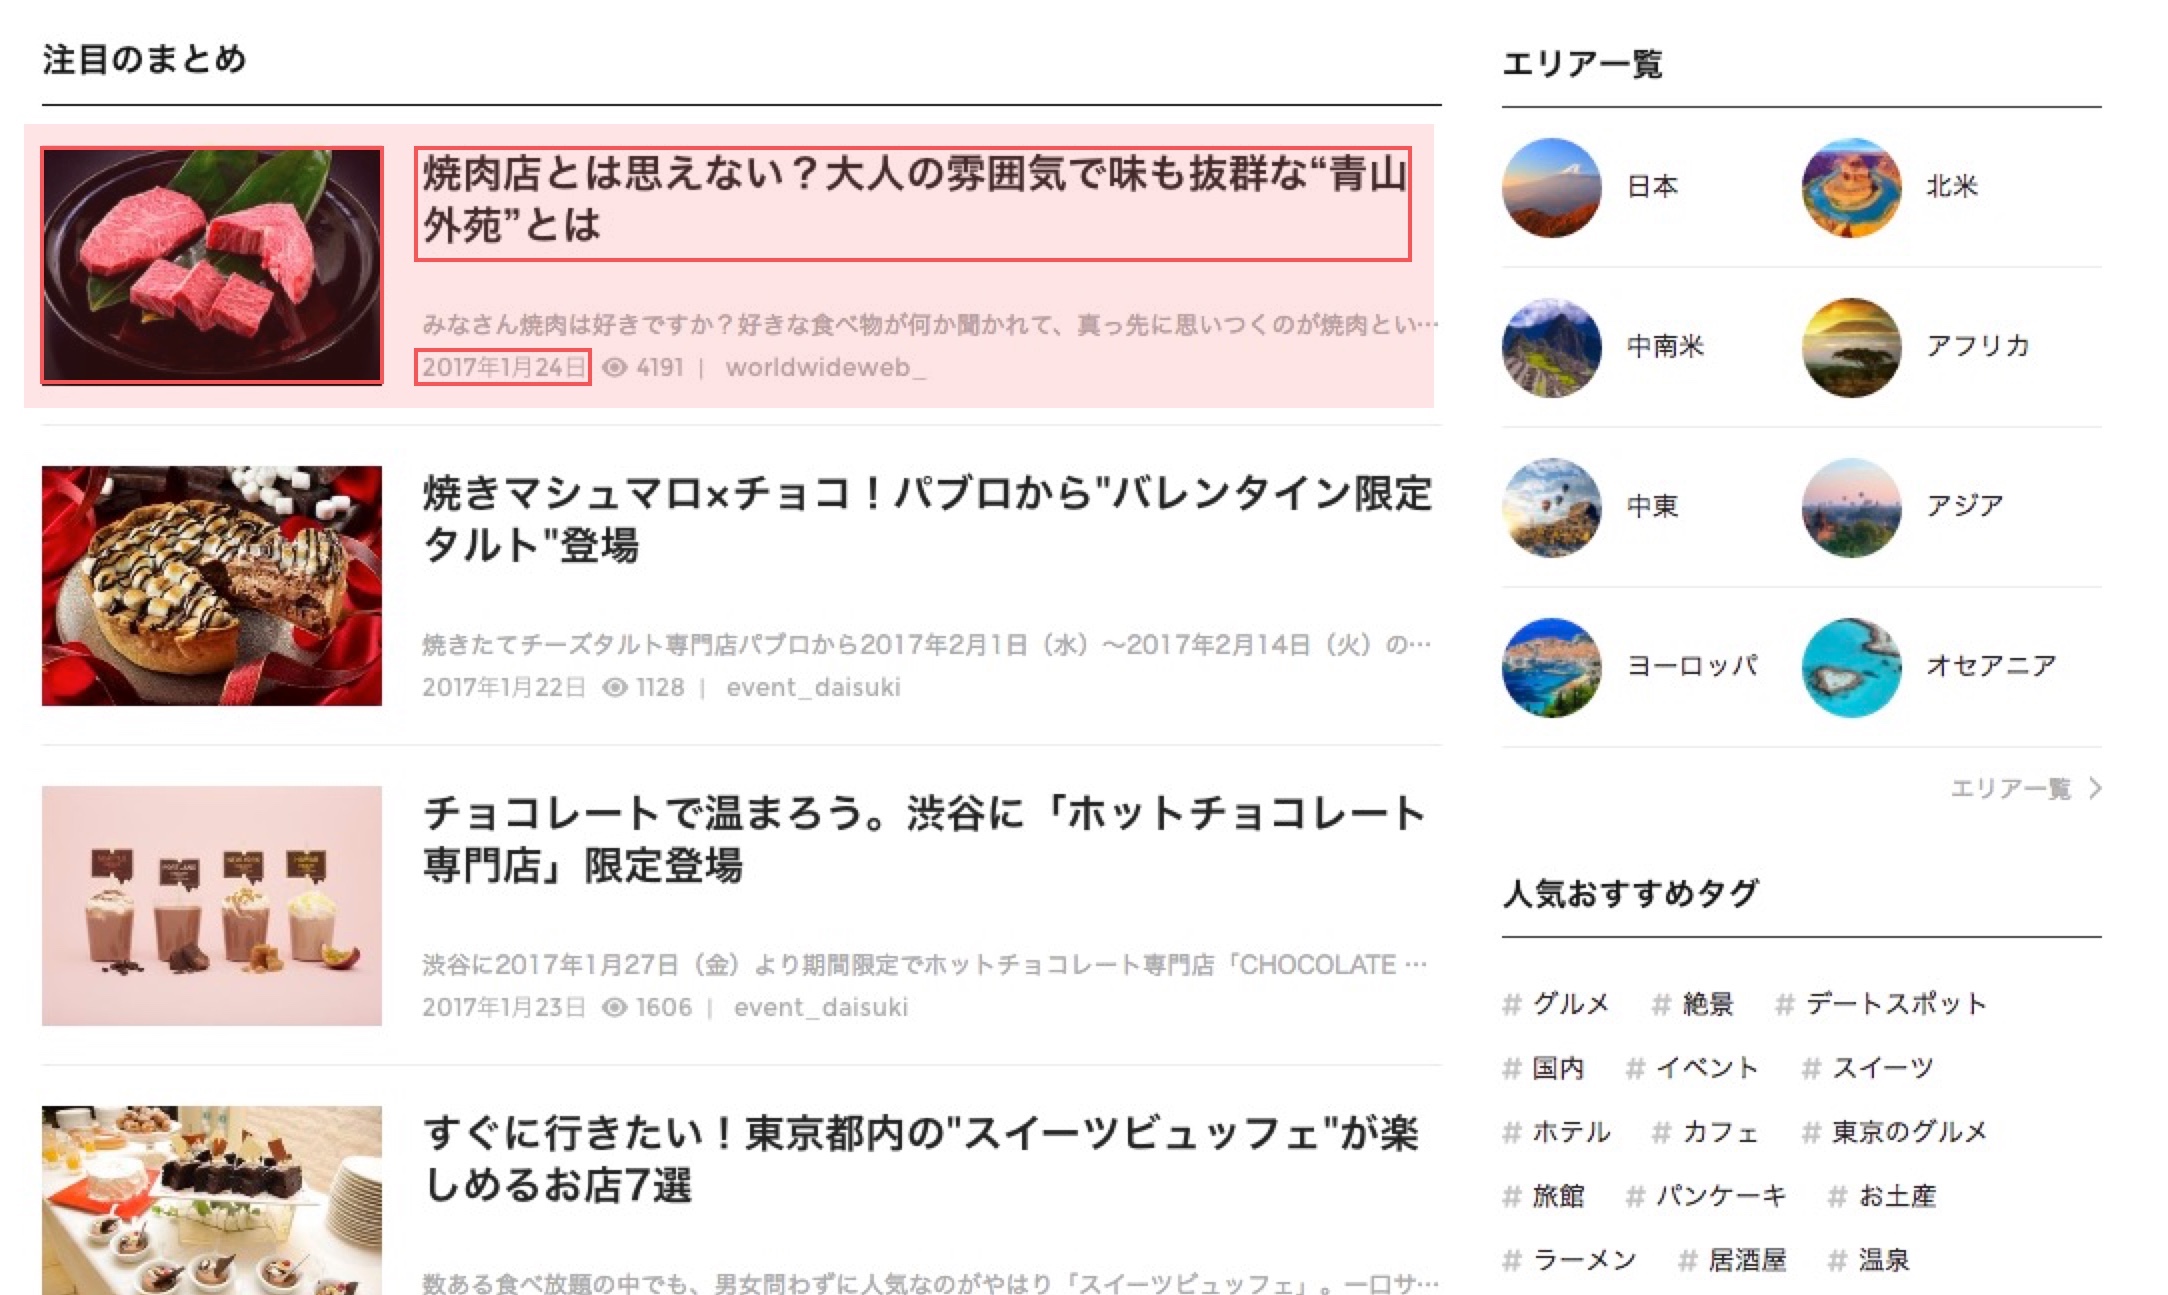 注目のまとめ
焼肉店とは思えない？大人の雰囲気で味も抜群な“青山
外苑”とは
みなさん焼肉は好きですか？好きな食べ物が何か聞かれて、真っ先に思いつくのが焼肉とい…
2017年1月24日 4191 | worldwideweb_
焼きマシュマロ×チョコ！パブロから"バレンタイン限定
タルト"登場
焼きたてチーズタルト専門店パブロから2017年2月1日（水）〜2017年2月14日（火）の…
2017年1月22日 1128 | event_daisuki
チョコレートで温まろう。渋谷に「ホットチョコレート
専門店」限定登場
渋谷に2017年1月27日（金）より期間限定でホットチョコレート専門店「CHOCOLATE …
2017年1月23日 1606 | event_daisuki
すぐに行きたい！東京都内の"スイーツビュッフェ"が楽
しめるお店7選
数ある食べ放題の中でも、男女問わずに人気なのがやはり「スイーツビュッフェ」。一口サ…
エリア一覧
日本 北米
中南米 アフリカ
中東 アジア
ヨーロッパ オセアニア
エリア一覧
人気おすすめタグ
# グルメ # 絶景 # デートスポット
# 国内 # イベント # スイーツ
# ホテル # カフェ # 東京のグルメ
# 旅館 # パンケーキ # お土産
# ラーメン # 居酒屋 # 温泉